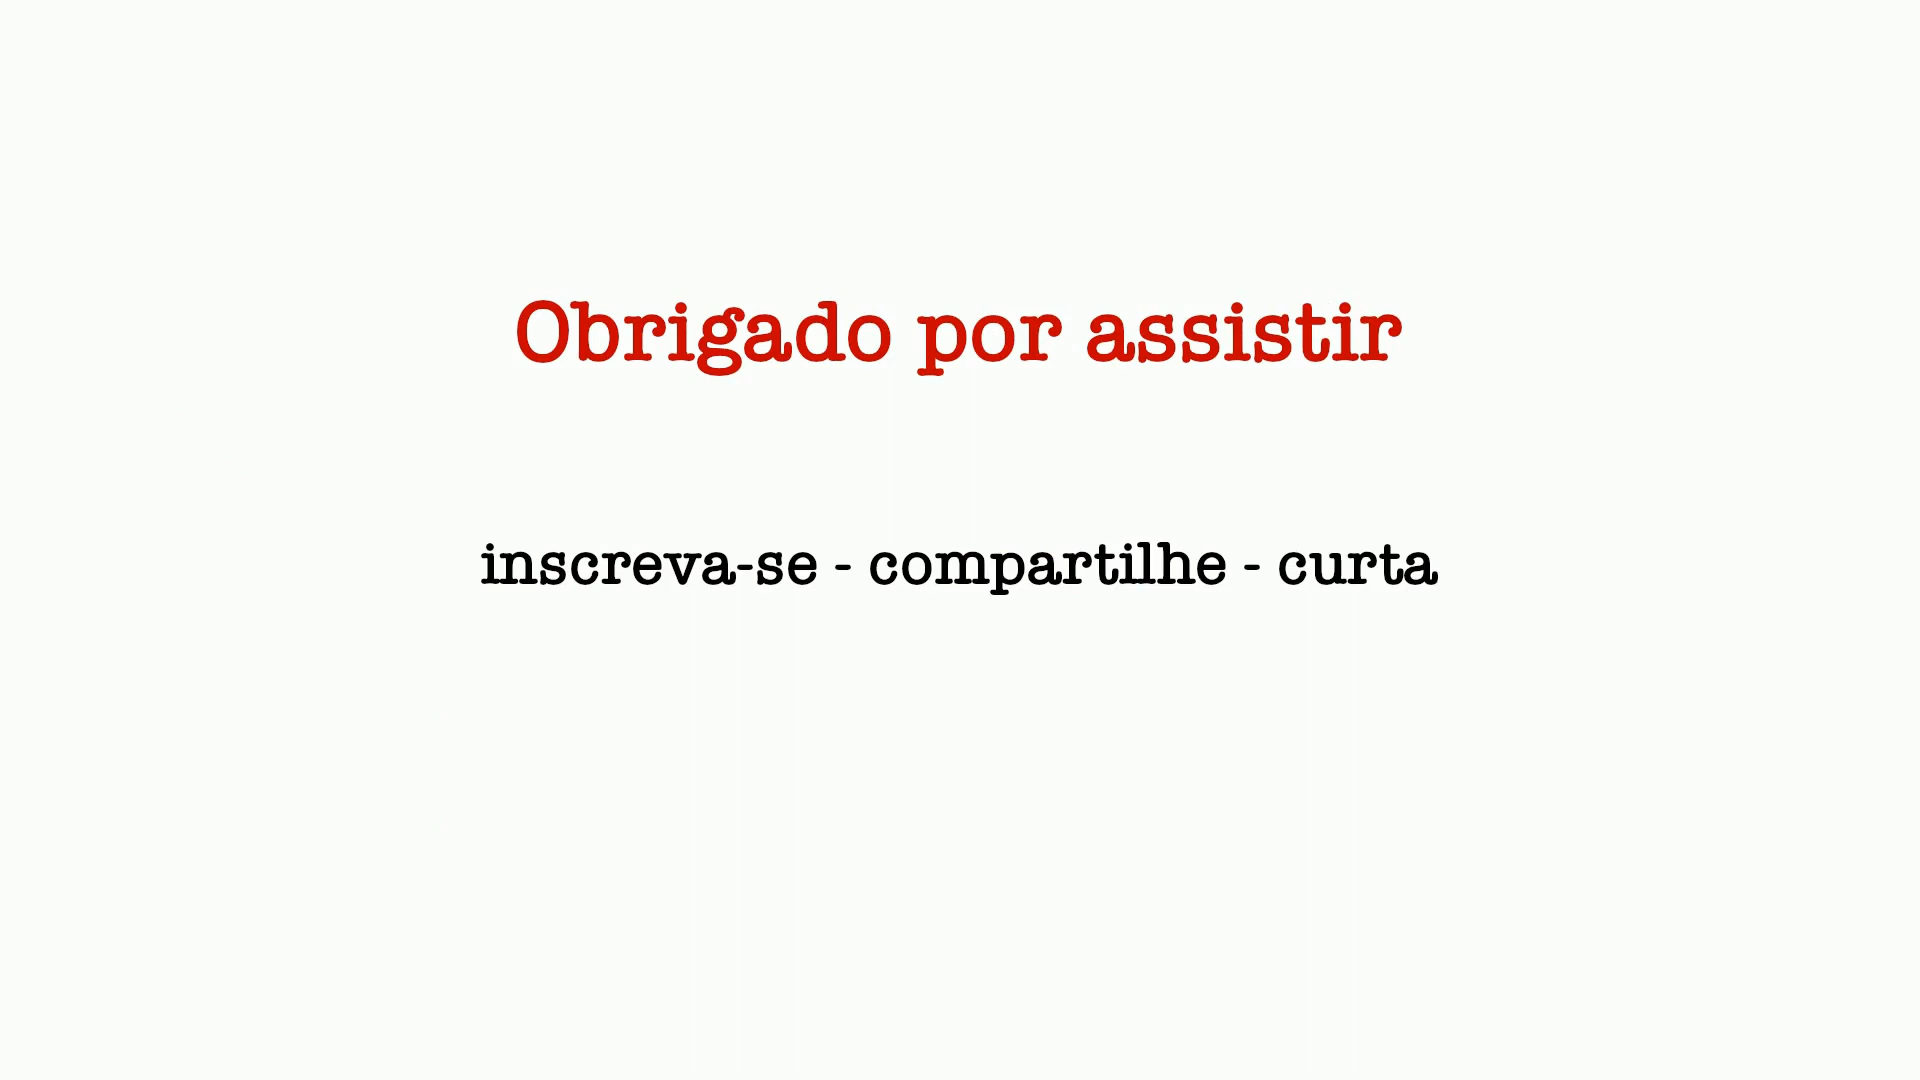 Obrigado por assistir
inscreva-se - compartilhe - curta